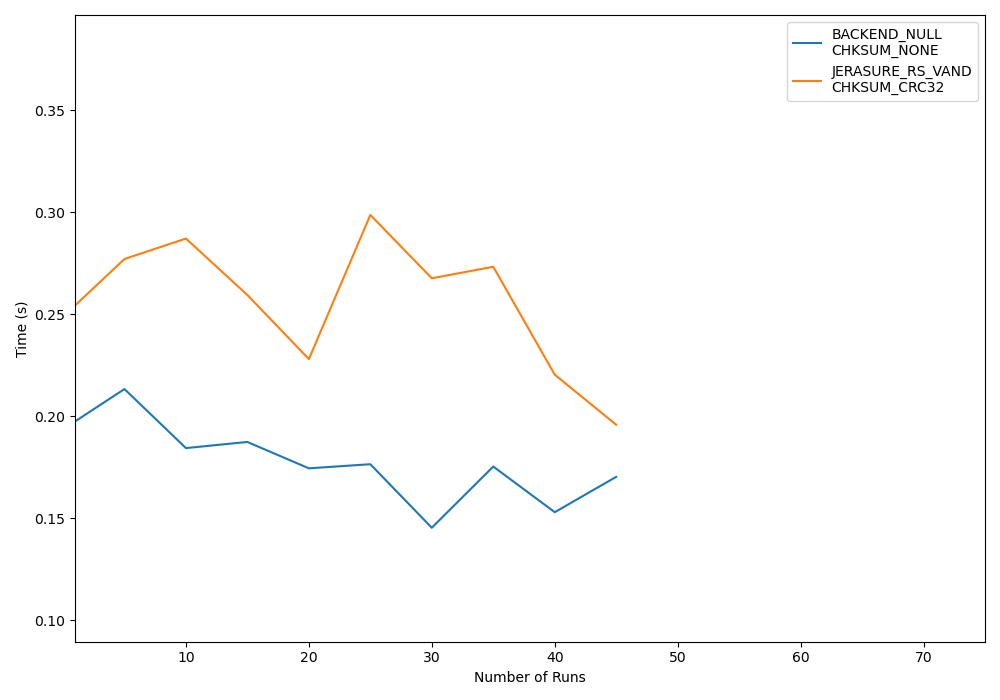 BACKEND_NULL
CHKSUM_NONE
JERASURE_RS_VAND
CHKSUM_CRC32
0.35
0.30
0.25
0.20
0.15
0.10
Time (s)
10 20 30 40 50 60 70
Number of Runs